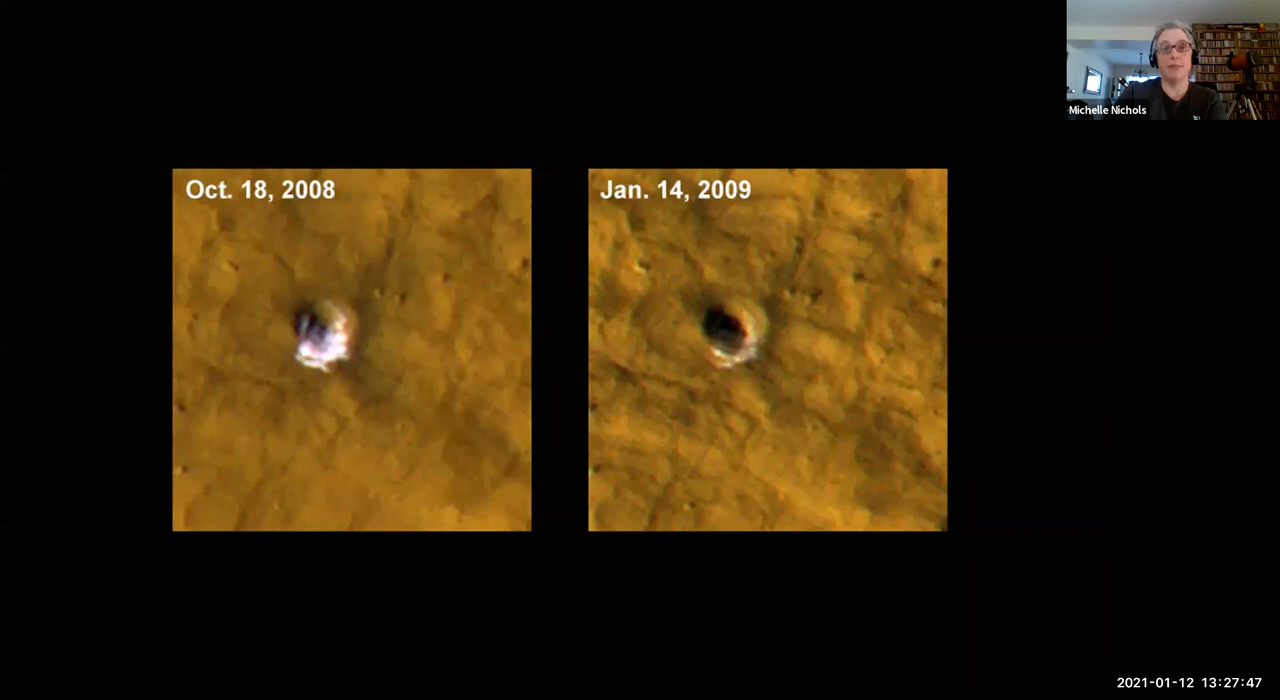 Michelle Nichols
Oct. 18, 2008
Jan. 14, 2009
2021-01-12 13:27:47